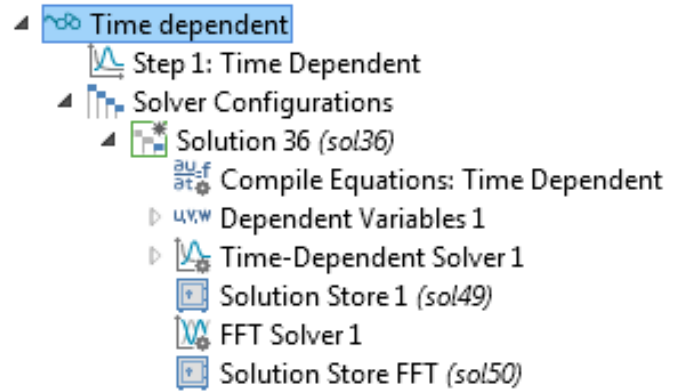 Time dependent
Step 1: Time Dependent
Solver Configurations
Solution 36 (sol36)
∂u/∂t=f Compile Equations: Time Dependent
u,v,w Dependent Variables 1
Time-Dependent Solver 1
Solution Store 1 (sol49)
FFT Solver 1
Solution Store FFT (sol50)